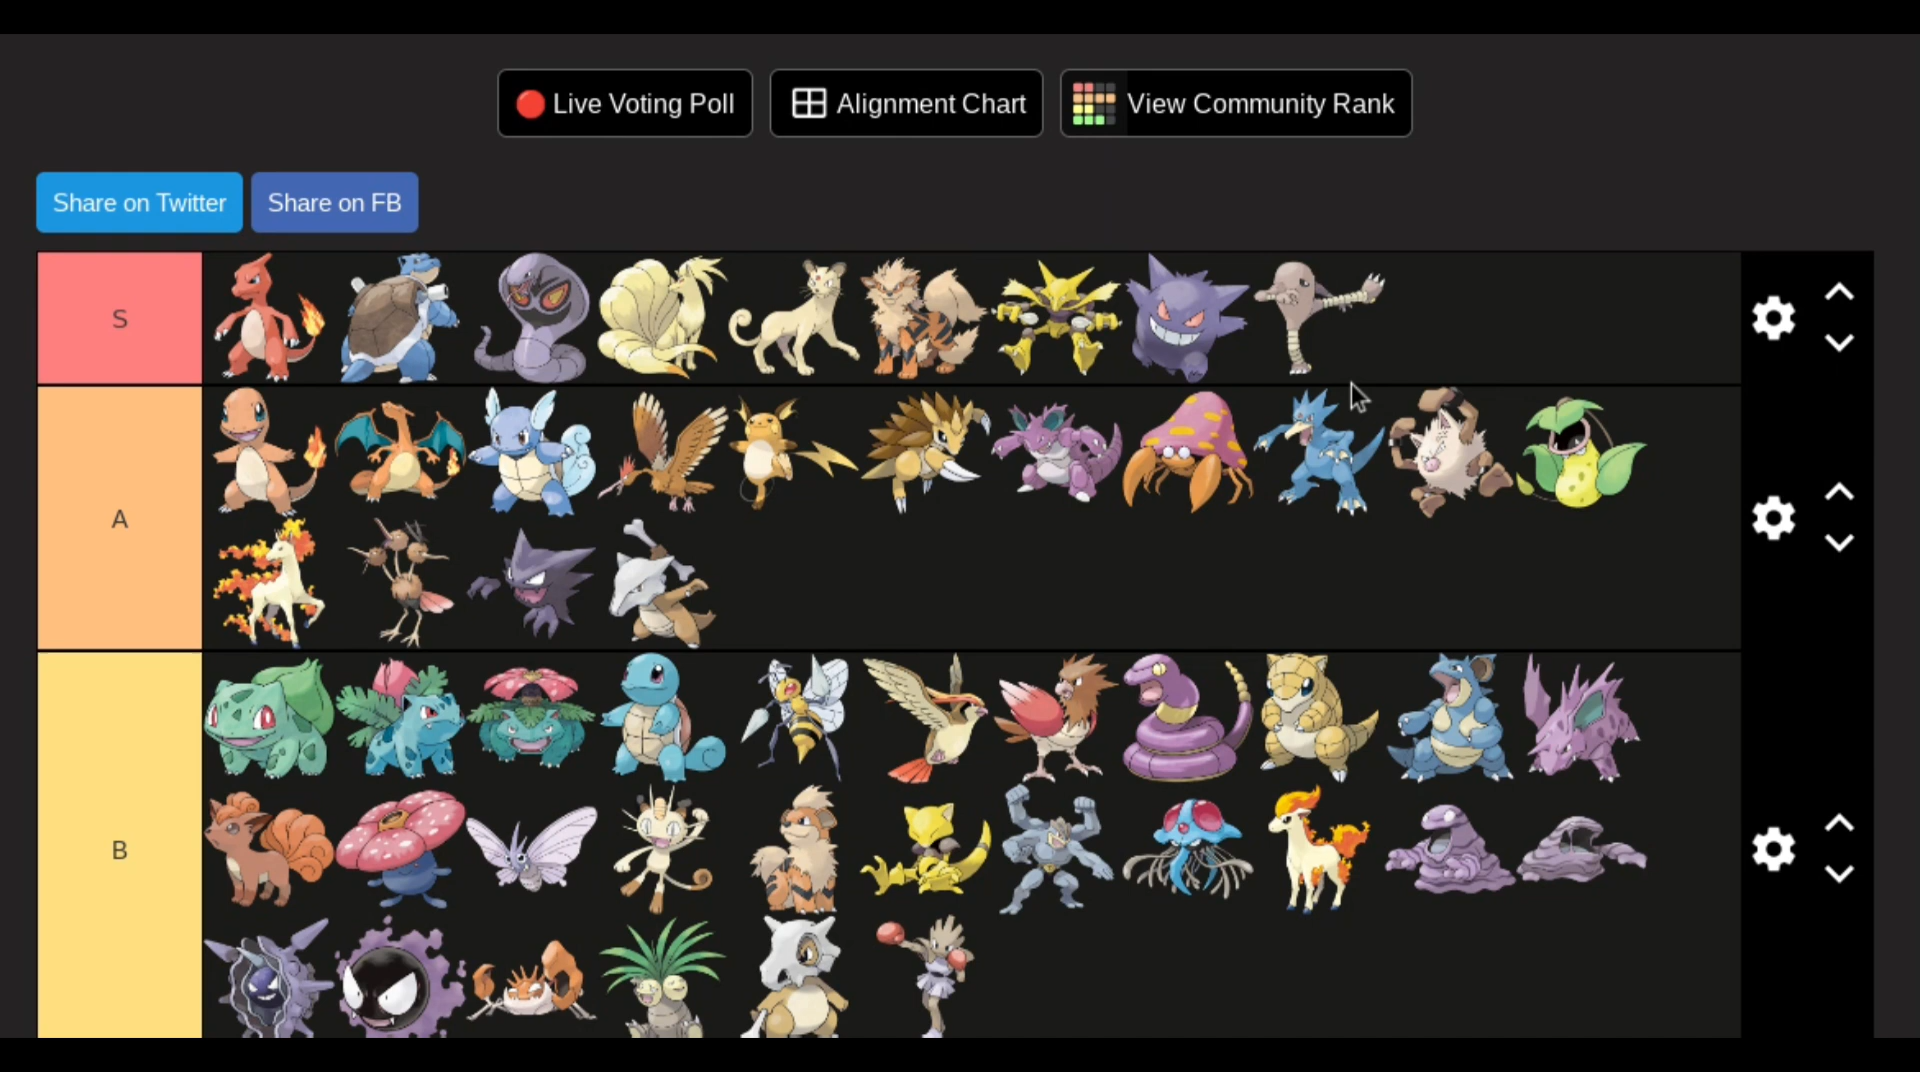 Live Voting Poll
Alignment Chart
View Community Rank
Share on Twitter
Share on FB
S
A
B